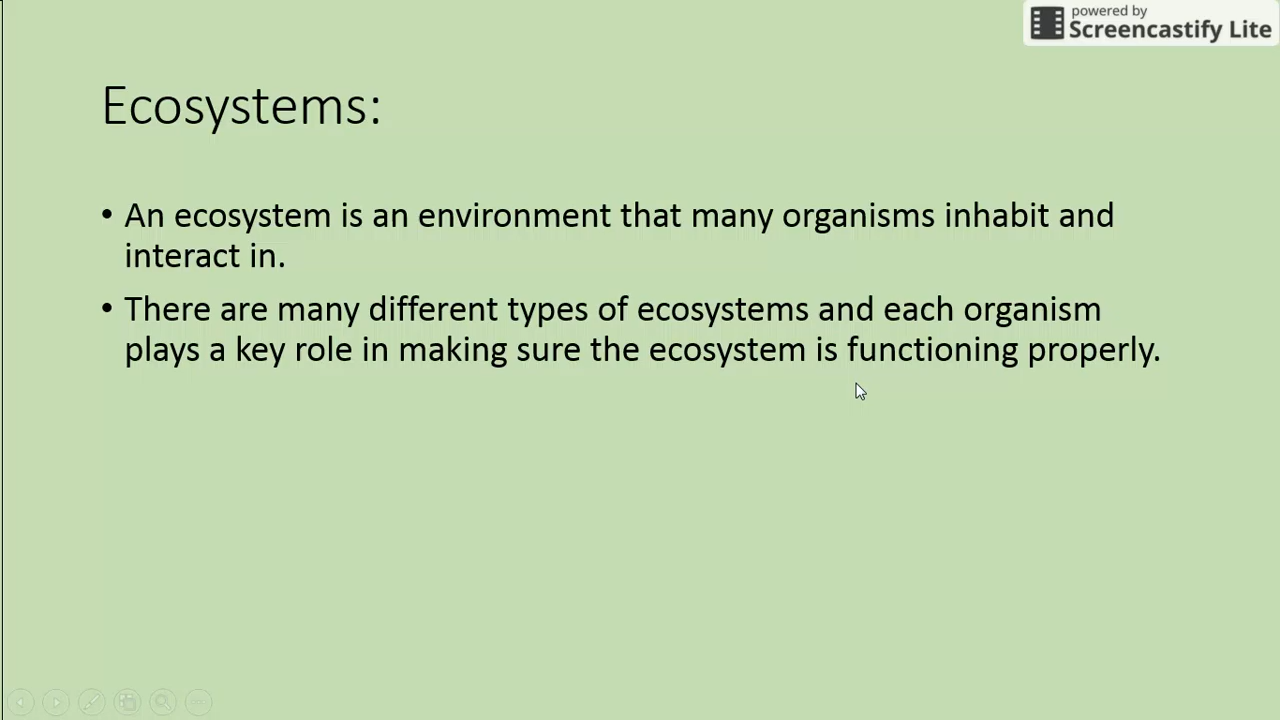 powered by
Screencastify Lite
Ecosystems:
• An ecosystem is an environment that many organisms inhabit and
interact in.
• There are many different types of ecosystems and each organism
plays a key role in making sure the ecosystem is functioning properly.